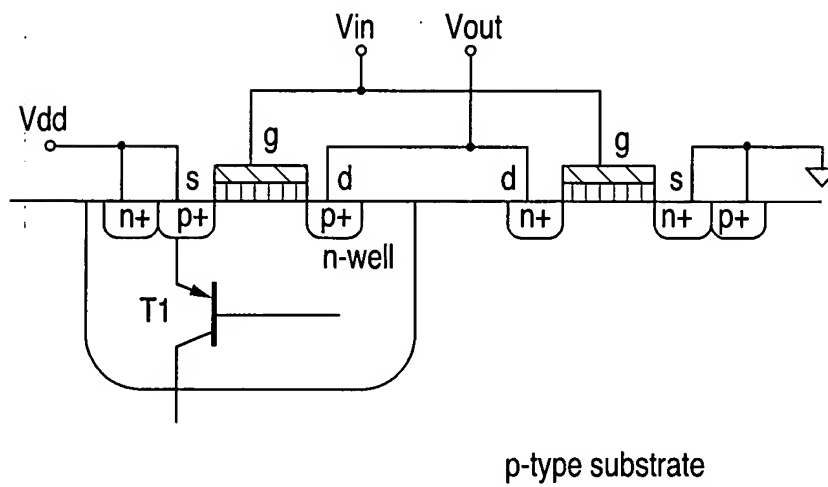 Vin Vout
Vdd
g g
s d d s
n+ p+ p+ n+ n+ p+
n-well
T1
p-type substrate